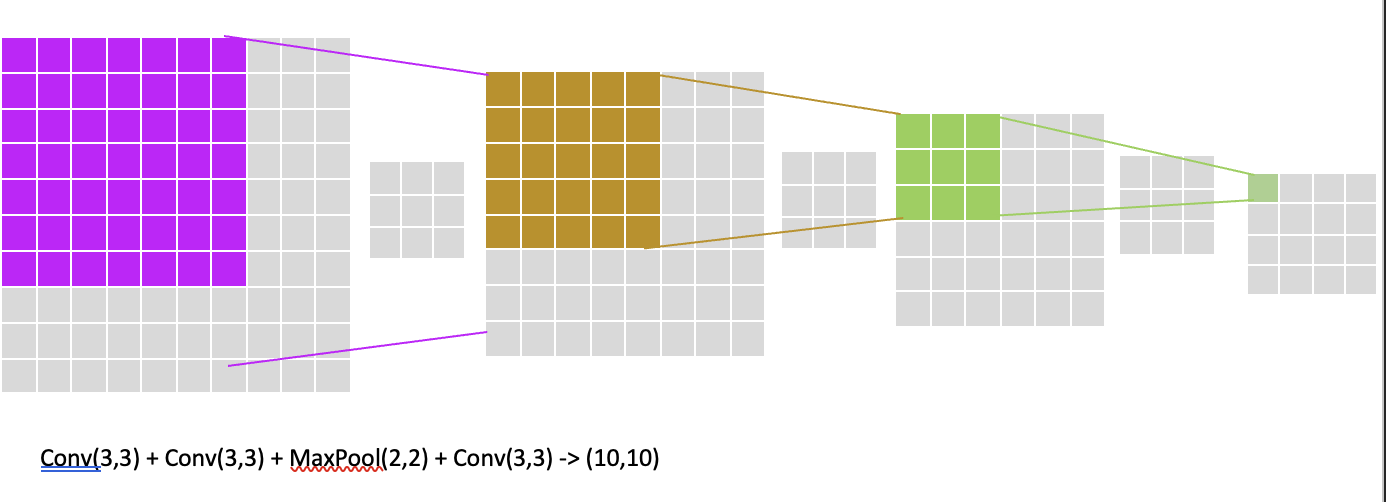 Conv(3,3) + Conv(3,3) + MaxPool(2,2) + Conv(3,3) -> (10,10)